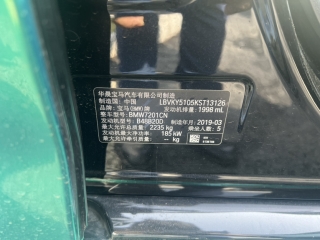 华晨宝马汽车有限公司制造
制造国：中国 LBVKY5105KST13126
品牌：宝马(BMW)牌 发动机排量：1998 mL
整车型号：BMW7201CN
发动机型号：B48B20D 制造年月：2019-03
最大允许总质量：2235 kg 乘坐人数：5
发动机最大净功率：185 kW
最大允许牵引质量：— kg